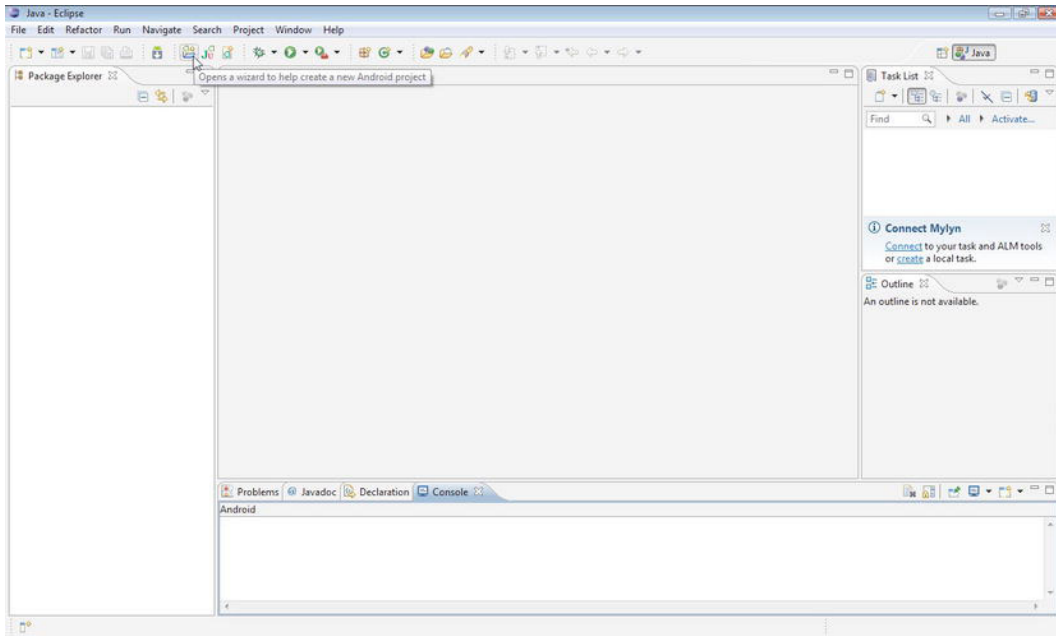 Java - Eclipse
File Edit Refactor Run Navigate Search Project Window Help
Java
Package Explorer
Opens a wizard to help create a new Android project
Task List
Find All Activate...
Connect Mylyn
Connect to your task and ALM tools
or create a local task.
Outline
An outline is not available.
Problems Javadoc Declaration Console
Android